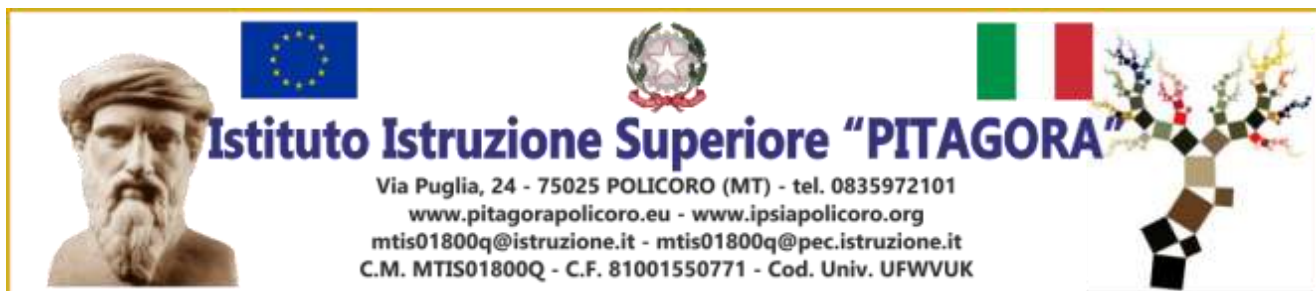 Istituto Istruzione Superiore “PITAGORA”
Via Puglia, 24 - 75025 POLICORO (MT) - tel. 0835972101
www.pitagorapolicoro.eu - www.ipsiapolicoro.org
mtis01800q@istruzione.it - mtis01800q@pec.istruzione.it
C.M. MTIS01800Q - C.F. 81001550771 - Cod. Univ. UFWVUK